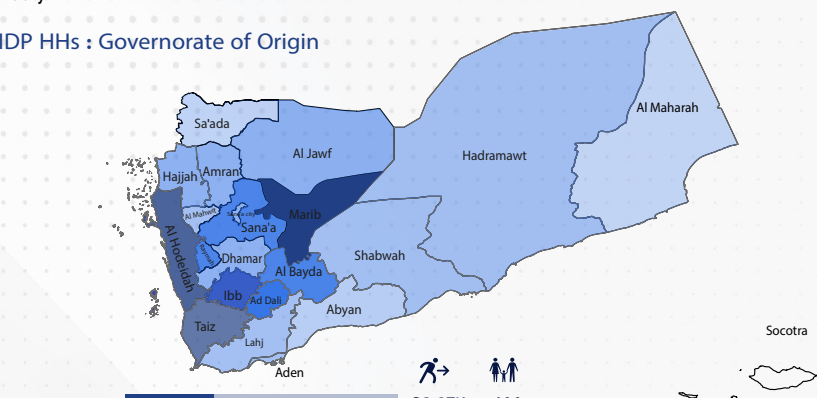 IDP HHs : Governorate of Origin
Al Maharah
Sa'ada
Al Jawf
Hadramawt
Hajjah
Amran
Al Mahwit
Marib
Sana'a
Al Hodeidah
Dhamar
Shabwah
Al Bayda
Ibb
Ad Dali
Abyan
Taiz
Lahj
Socotra
Aden